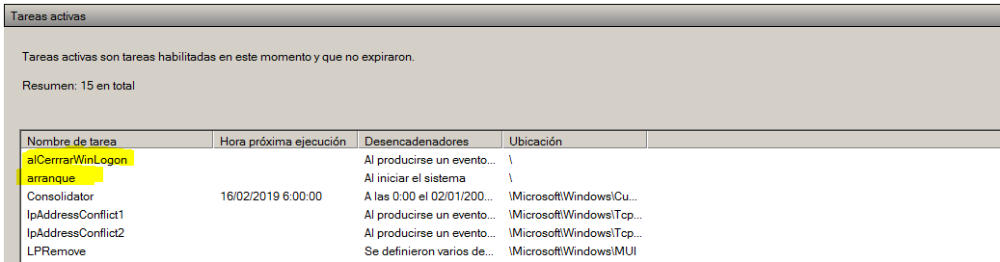 Tareas activas
Tareas activas son tareas habilitadas en este momento y que no expiraron.
Resumen: 15 en total
Nombre de tarea Hora próxima ejecución Desencadenadores Ubicación
alCerrrarWinLogon Al producirse un evento... \
arranque Al iniciar el sistema \
Consolidator 16/02/2019 6:00:00 A las 0:00 el 02/01/200... \Microsoft\Windows\Cu...
IpAddressConflict1 Al producirse un evento... \Microsoft\Windows\Tcp...
IpAddressConflict2 Al producirse un evento... \Microsoft\Windows\Tcp...
LPRemove Se definieron varios de... \Microsoft\Windows\MUI